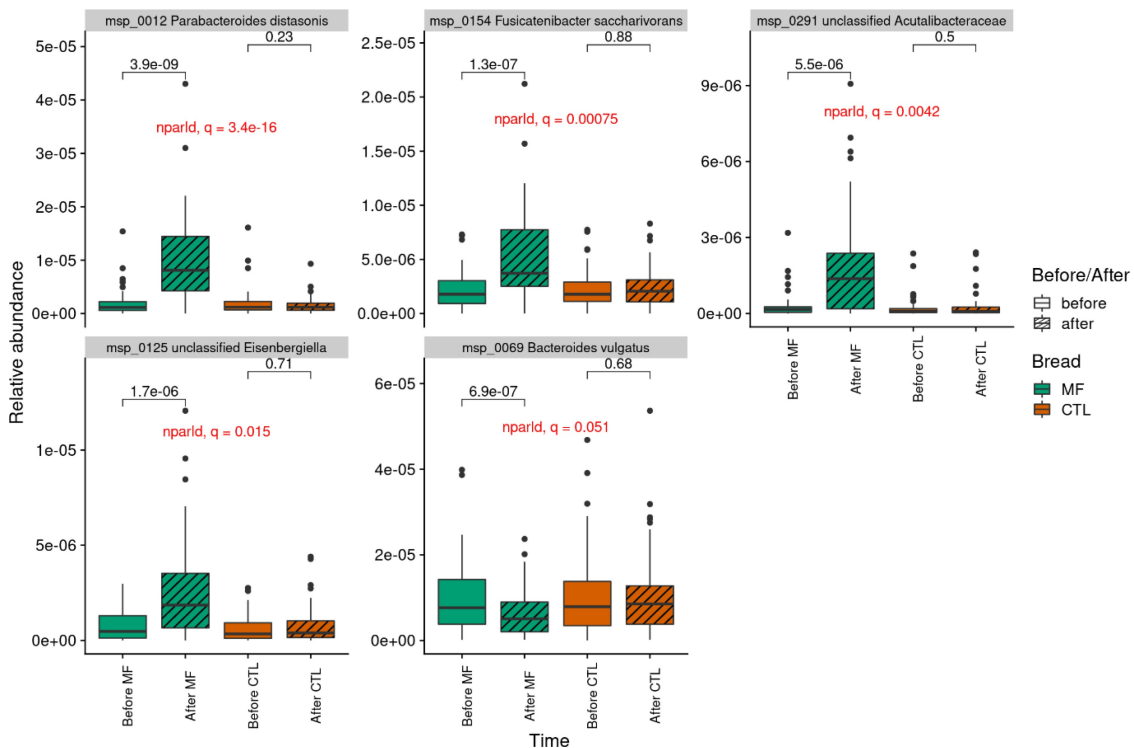 msp_0012 Parabacteroides distasonis
0.23
5e-05
3.9e-09
4e-05
nparld, q = 3.4e-16
3e-05
2e-05
1e-05
0e+00
msp_0154 Fusicatenibacter saccharivorans
0.88
2.5e-05
1.3e-07
2.0e-05
nparld, q = 0.00075
1.5e-05
1.0e-05
5.0e-06
0.0e+00
msp_0291 unclassified Acutalibacteraceae
0.5
5.5e-06
9e-06
nparld, q = 0.0042
6e-06
3e-06
0e+00
Before MF
After MF
Before CTL
After CTL
msp_0125 unclassified Eisenbergiella
0.71
1.7e-06
nparld, q = 0.015
1e-05
5e-06
0e+00
Before MF
After MF
Before CTL
After CTL
msp_0069 Bacteroides vulgatus
0.68
6e-05
6.9e-07
nparld, q = 0.051
4e-05
2e-05
0e+00
Before MF
After MF
Before CTL
After CTL
Relative abundance
Time
Before/After
before
after
Bread
MF
CTL